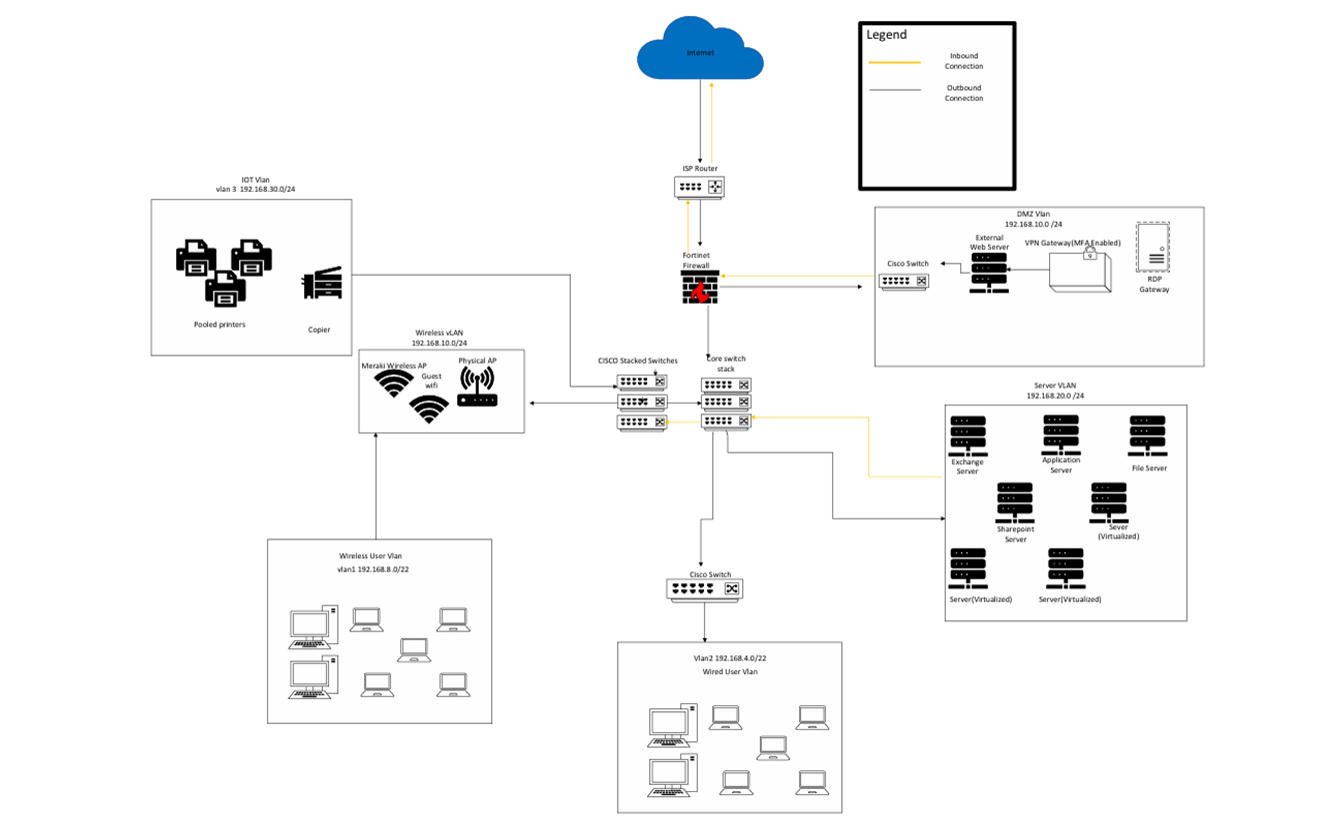 Internet
Legend
Inbound
Connection
Outbound
Connection
ISP Router
IOT Vlan
vlan 3 192.168.30.0/24
Pooled printers
Copier
Fortinet
Firewall
DMZ Vlan
192.168.10.0 /24
External
Web Server
VPN Gateway(MFA Enabled)
Cisco Switch
RDP
Gateway
Wireless vLAN
192.168.10.0/24
Meraki Wireless AP
Guest
wifi
Physical AP
CISCO Stacked Switches
Core switch
stack
Server VLAN
192.168.20.0 /24
Exchange
Server
Application
Server
File Server
Sharepoint
Server
Sever
(Virtualized)
Server(Virtualized)
Server(Virtualized)
Wireless User Vlan
vlan1 192.168.8.0/22
Cisco Switch
Vlan2 192.168.4.0/22
Wired User Vlan